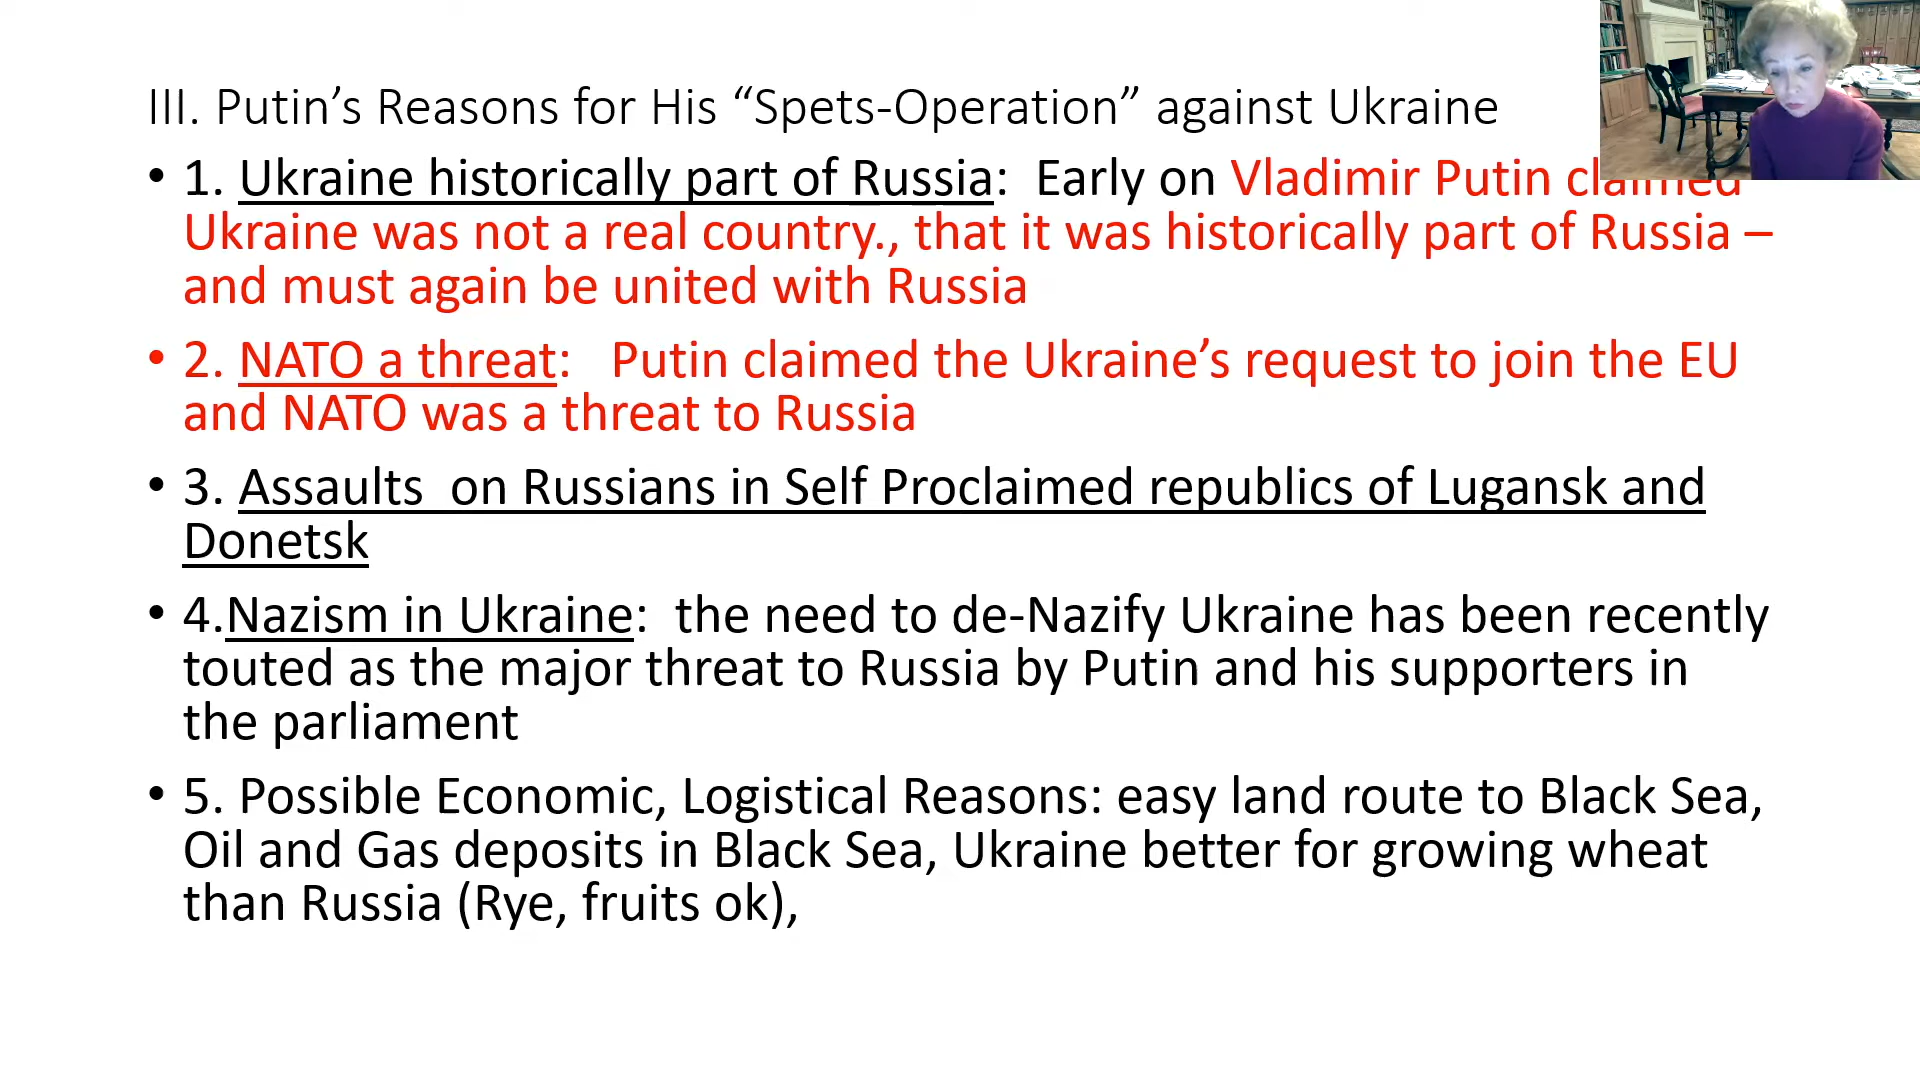 III. Putin’s Reasons for His “Spets-Operation” against Ukraine
• 1. Ukraine historically part of Russia:  Early on Vladimir Putin claimed
Ukraine was not a real country., that it was historically part of Russia –
and must again be united with Russia
• 2. NATO a threat:   Putin claimed the Ukraine’s request to join the EU
and NATO was a threat to Russia
• 3. Assaults  on Russians in Self Proclaimed republics of Lugansk and
Donetsk
• 4.Nazism in Ukraine:  the need to de-Nazify Ukraine has been recently
touted as the major threat to Russia by Putin and his supporters in
the parliament
• 5. Possible Economic, Logistical Reasons: easy land route to Black Sea,
Oil and Gas deposits in Black Sea, Ukraine better for growing wheat
than Russia (Rye, fruits ok),